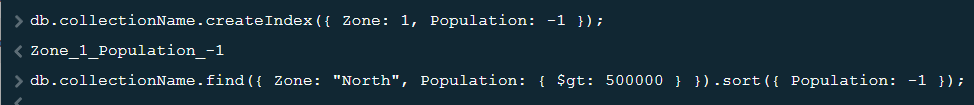 > db.collectionName.createIndex({ Zone: 1, Population: -1 });
< Zone_1_Population_-1
> db.collectionName.find({ Zone: "North", Population: { $gt: 500000 } }).sort({ Population: -1 });
<